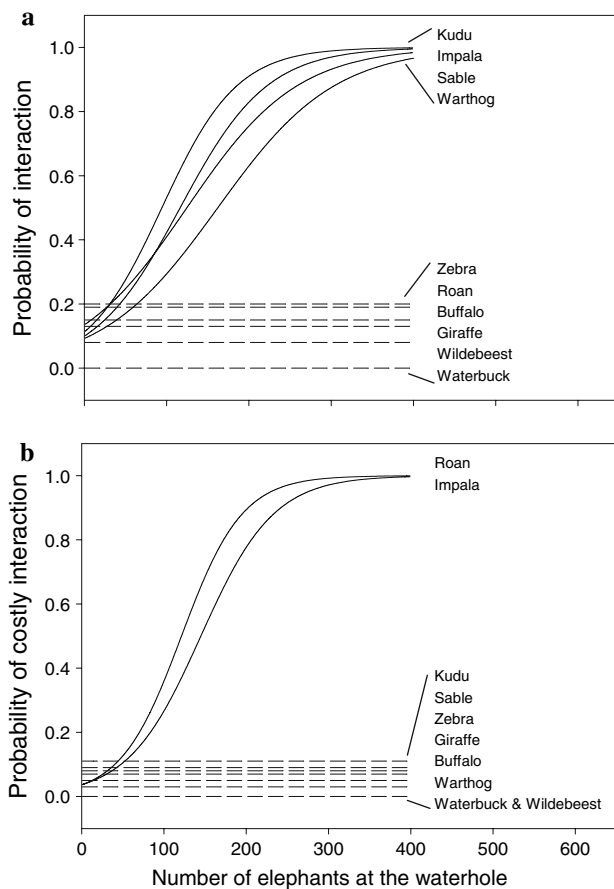 a
Probability of interaction
1.0
0.8
0.6
0.4
0.2
0.0
Kudu
Impala
Sable
Warthog
Zebra
Roan
Buffalo
Giraffe
Wildebeest
Waterbuck
b
Probability of costly interaction
1.0
0.8
0.6
0.4
0.2
0.0
Roan
Impala
Kudu
Sable
Zebra
Giraffe
Buffalo
Warthog
Waterbuck & Wildebeest
0 100 200 300 400 500 600
Number of elephants at the waterhole